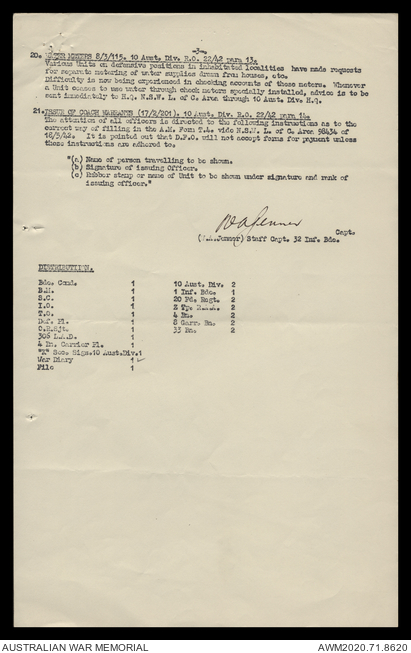 -3-
20. WATER METERS 8/3/115. 10 Aust. Div. R.O. 22/42 para 13.
Various Units on defensive positions in inhabited localities have made requests
for separate metering of water supplies drawn from houses, etc.
Difficulty is now being experienced in checking accounts of these meters. Whenever
a Unit ceases to use water through check meters specially installed, advice is to be
sent immediately to H.Q. N.S.W. L. of C. Area through 10 Aust. Div H.Q.
21. ISSUE OF COACH WARRANTS (17/2/201). 10 Aust. Div. R.O. 22/42 para 14.
The attention of all officers is directed to the following instructions as to the
correct way of filling in the A.M. Form T.4. vide N.S.W. L. of C. Area 98434 of
18/3/42. It is pointed out that D.F.O. will not accept forms for payment unless
these instructions are adhered to.
"(a) Name of person travelling to be shown.
(b) Signature of issuing Officer.
(c) Rubber stamp or name of Unit to be shown under signature and rank of
issuing officer."
Capt.
Staff Capt. 32 Inf. Bde.
DISTRIBUTION.
Bde. Comd. 1
B.M. 1
S.C. 1
I.O. 1
T.O. 1
Def. Pl. 1
O.R.Sjt. 1
306 L.A.D. 1
4 Bn. Carrier Pl. 1
"X" Sec. Sigs.10 Aust.Div.1
War Diary 1
File 1
10 Aust. Div. 2
1 Inf. Bde. 1
20 Fd. Regt. 2
2
4 Bn. 2
8 Garr. Bn. 2
33 Bn. 2
AUSTRALIAN WAR MEMORIAL
AWM2020.71.8620